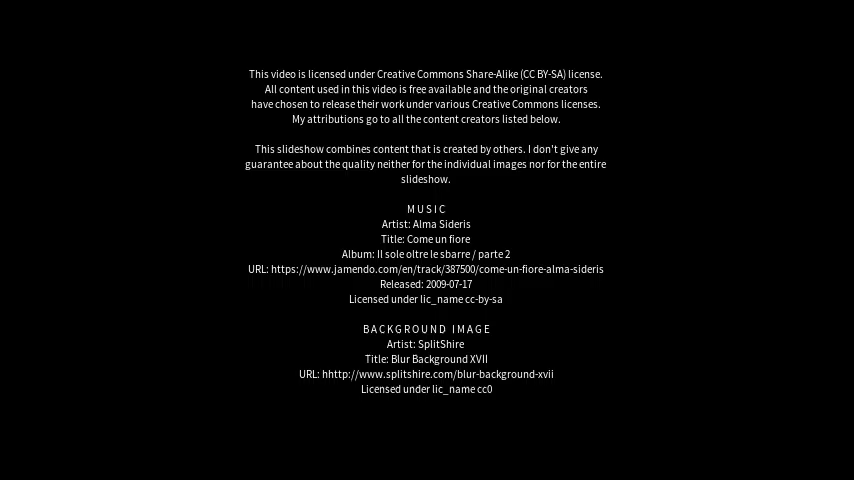 This video is licensed under Creative Commons Share-Alike (CC BY-SA) license.
All content used in this video is free available and the original creators
have chosen to release their work under various Creative Commons licenses.
My attributions go to all the content creators listed below.
This slideshow combines content that is created by others. I don't give any
guarantee about the quality neither for the individual images nor for the entire
slideshow.
M U S I C
Artist: Alma Sideris
Title: Come un fiore
Album: Il sole oltre le sbarre / parte 2
URL: https://www.jamendo.com/en/track/387500/come-un-fiore-alma-sideris
Released: 2009-07-17
Licensed under lic_name cc-by-sa
B A C K G R O U N D   I M A G E
Artist: SplitShire
Title: Blur Background XVII
URL: hhttp://www.splitshire.com/blur-background-xvii
Licensed under lic_name cc0